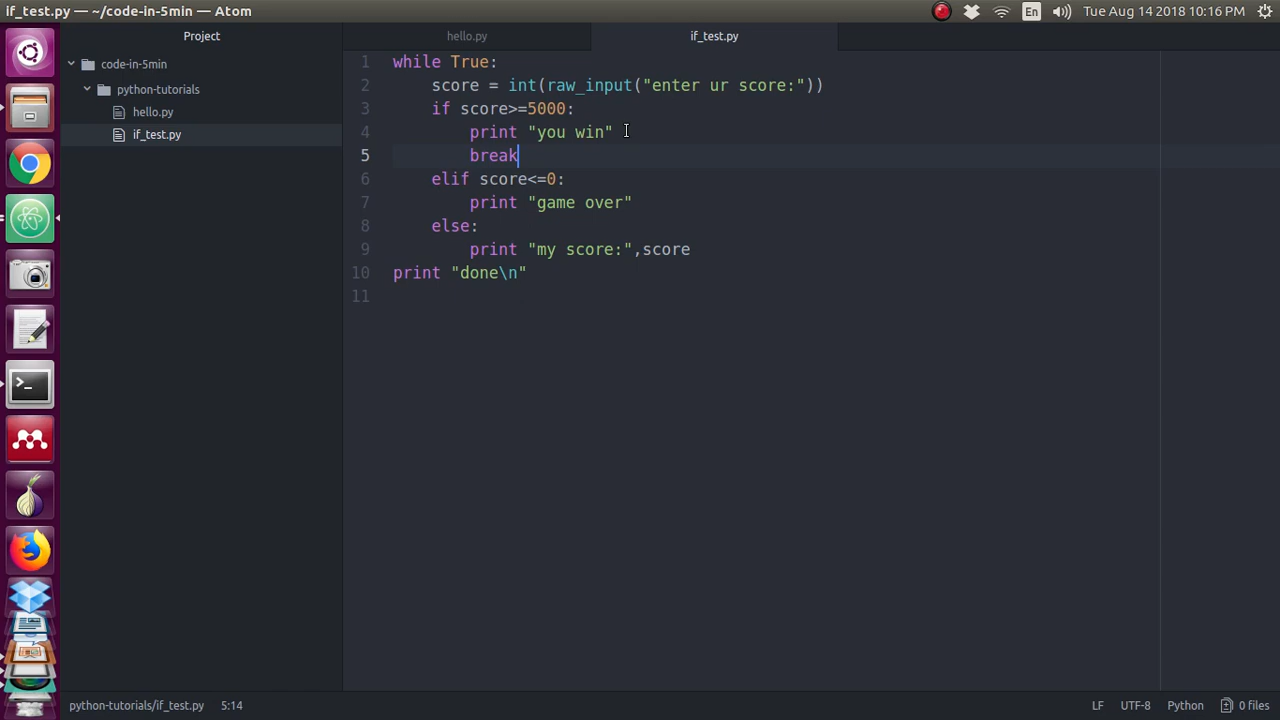 if_test.py — ~/code-in-5min — Atom
En
Tue Aug 14 2018 10:16 PM
Project
hello.py
if_test.py
code-in-5min
python-tutorials
hello.py
if_test.py
1 while True:
2 score = int(raw_input("enter ur score:"))
3 if score>=5000:
4 print "you win"
5 break
6 elif score<=0:
7 print "game over"
8 else:
9 print "my score:",score
10 print "done\n"
11
python-tutorials/if_test.py 5:14
LF UTF-8 Python 0 files